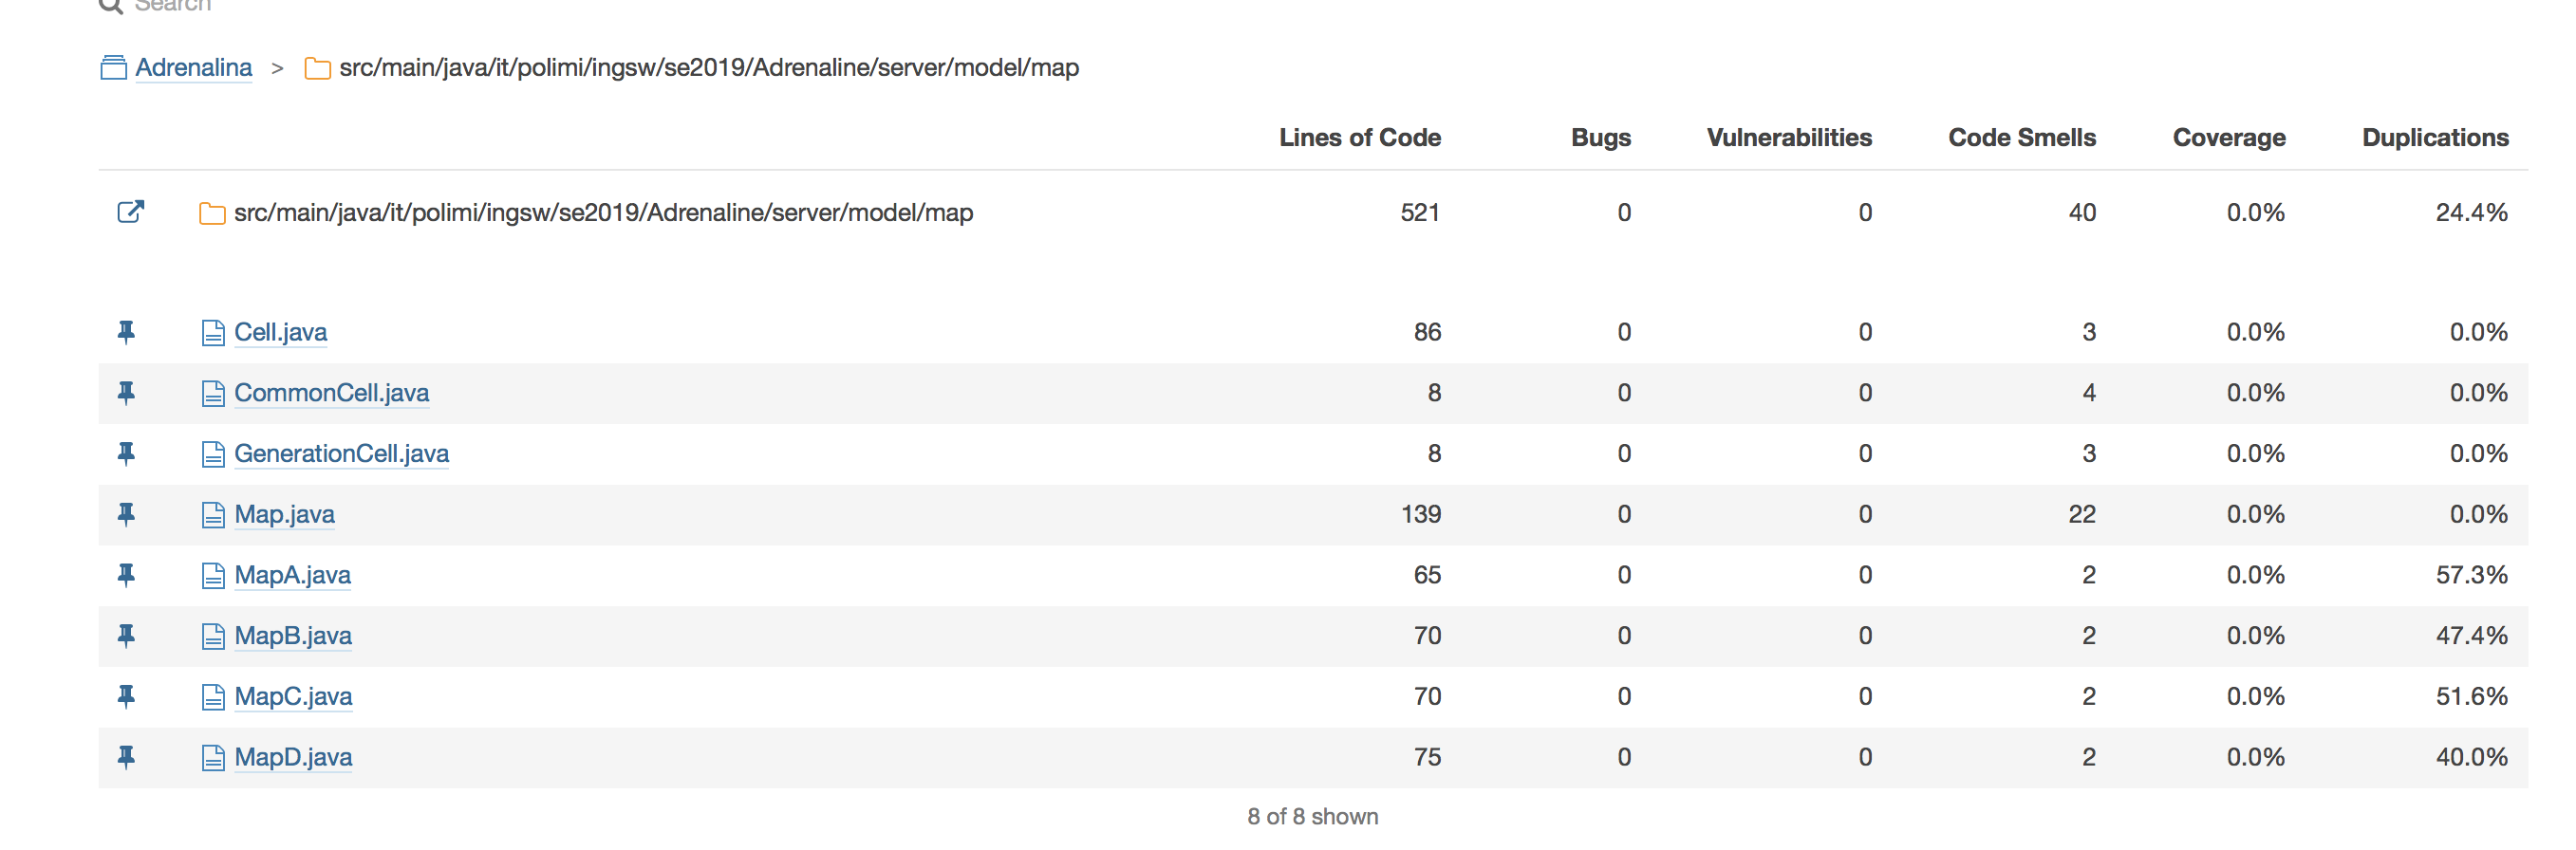 Search
Adrenalina > src/main/java/it/polimi/ingsw/se2019/Adrenaline/server/model/map
Lines of Code Bugs Vulnerabilities Code Smells Coverage Duplications
src/main/java/it/polimi/ingsw/se2019/Adrenaline/server/model/map 521 0 0 40 0.0% 24.4%
Cell.java 86 0 0 3 0.0% 0.0%
CommonCell.java 8 0 0 4 0.0% 0.0%
GenerationCell.java 8 0 0 3 0.0% 0.0%
Map.java 139 0 0 22 0.0% 0.0%
MapA.java 65 0 0 2 0.0% 57.3%
MapB.java 70 0 0 2 0.0% 47.4%
MapC.java 70 0 0 2 0.0% 51.6%
MapD.java 75 0 0 2 0.0% 40.0%
8 of 8 shown